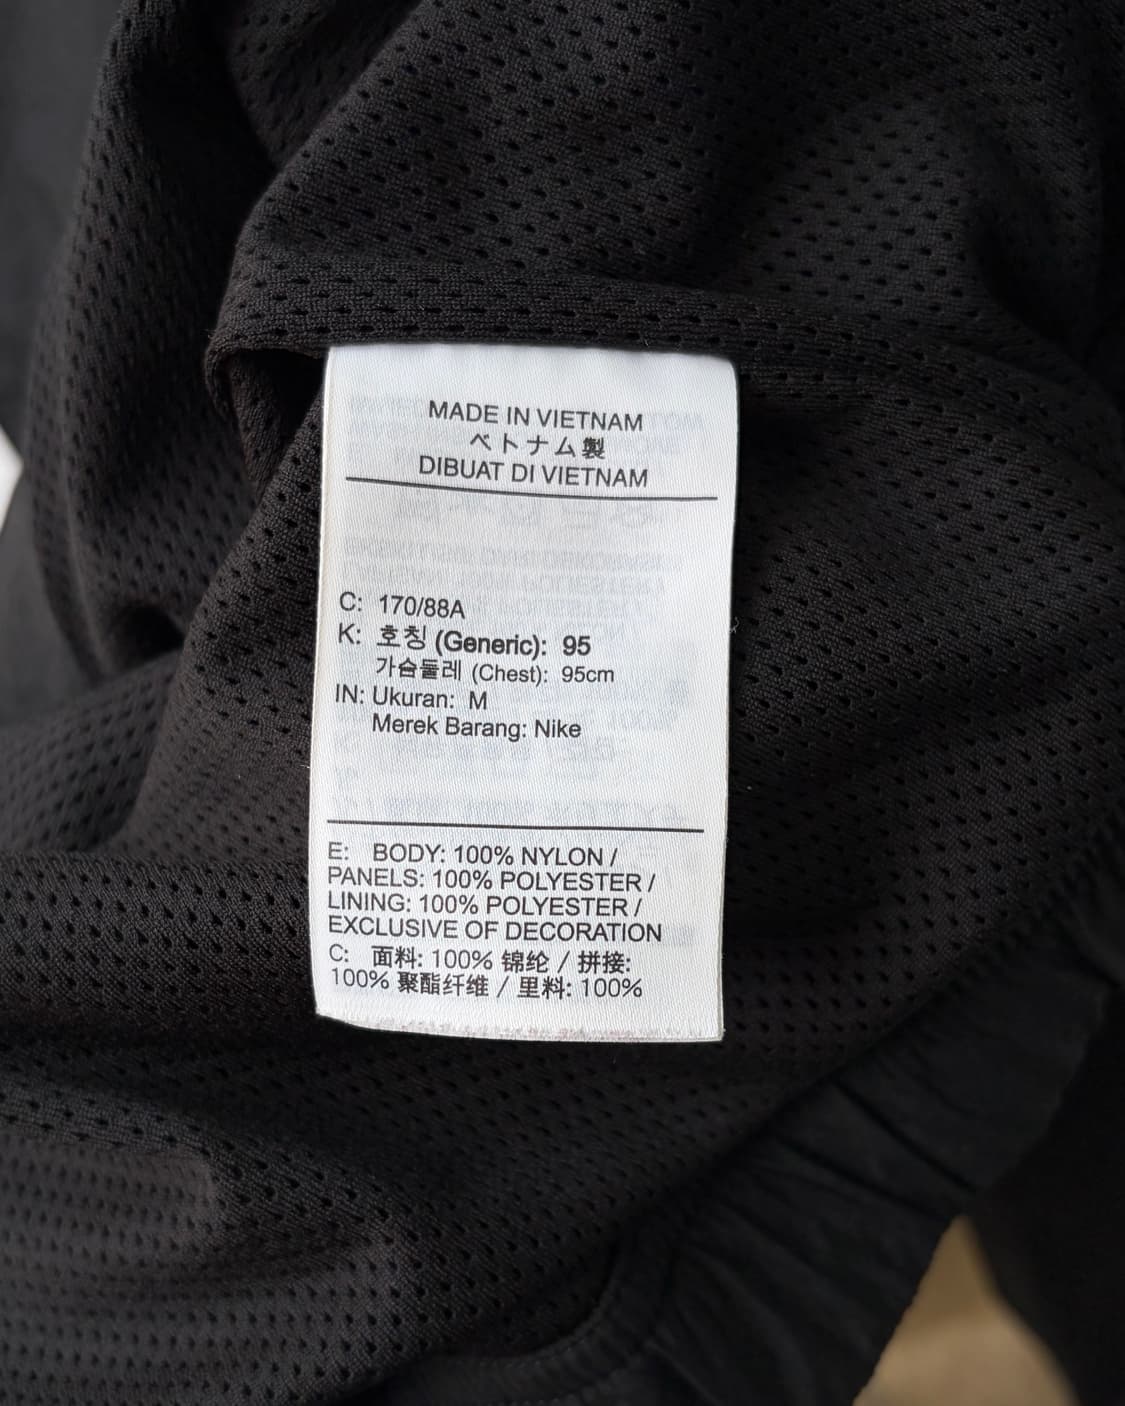 MADE IN VIETNAM
ベトナム製
DIBUAT DI VIETNAM
C: 170/88A
K: 호칭 (Generic): 95
가슴둘레 (Chest): 95cm
IN: Ukuran: M
Merek Barang: Nike
E: BODY: 100% NYLON /
PANELS: 100% POLYESTER /
LINING: 100% POLYESTER /
EXCLUSIVE OF DECORATION
C: 面料: 100% 锦纶 / 拼接:
100% 聚酯纤维 / 里料: 100%